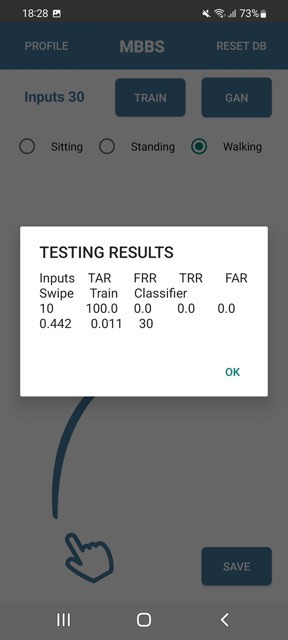 18:28 73%
PROFILE MBBS RESET DB
Inputs 30 TRAIN GAN
Sitting Standing Walking
TESTING RESULTS
Inputs TAR FRR TRR FAR
Swipe Train Classifier
10 100.0 0.0 0.0 0.0
0.442 0.011 30
OK
SAVE